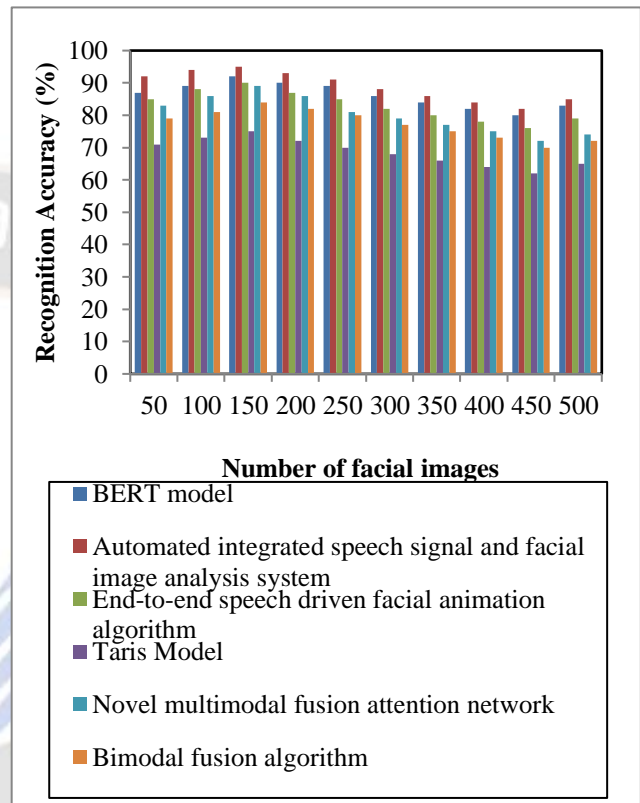 Recognition Accuracy (%)
100
90
80
70
60
50
40
30
20
10
0
50 100 150 200 250 300 350 400 450 500
Number of facial images
BERT model
Automated integrated speech signal and facial
image analysis system
End-to-end speech driven facial animation
algorithm
Taris Model
Novel multimodal fusion attention network
Bimodal fusion algorithm